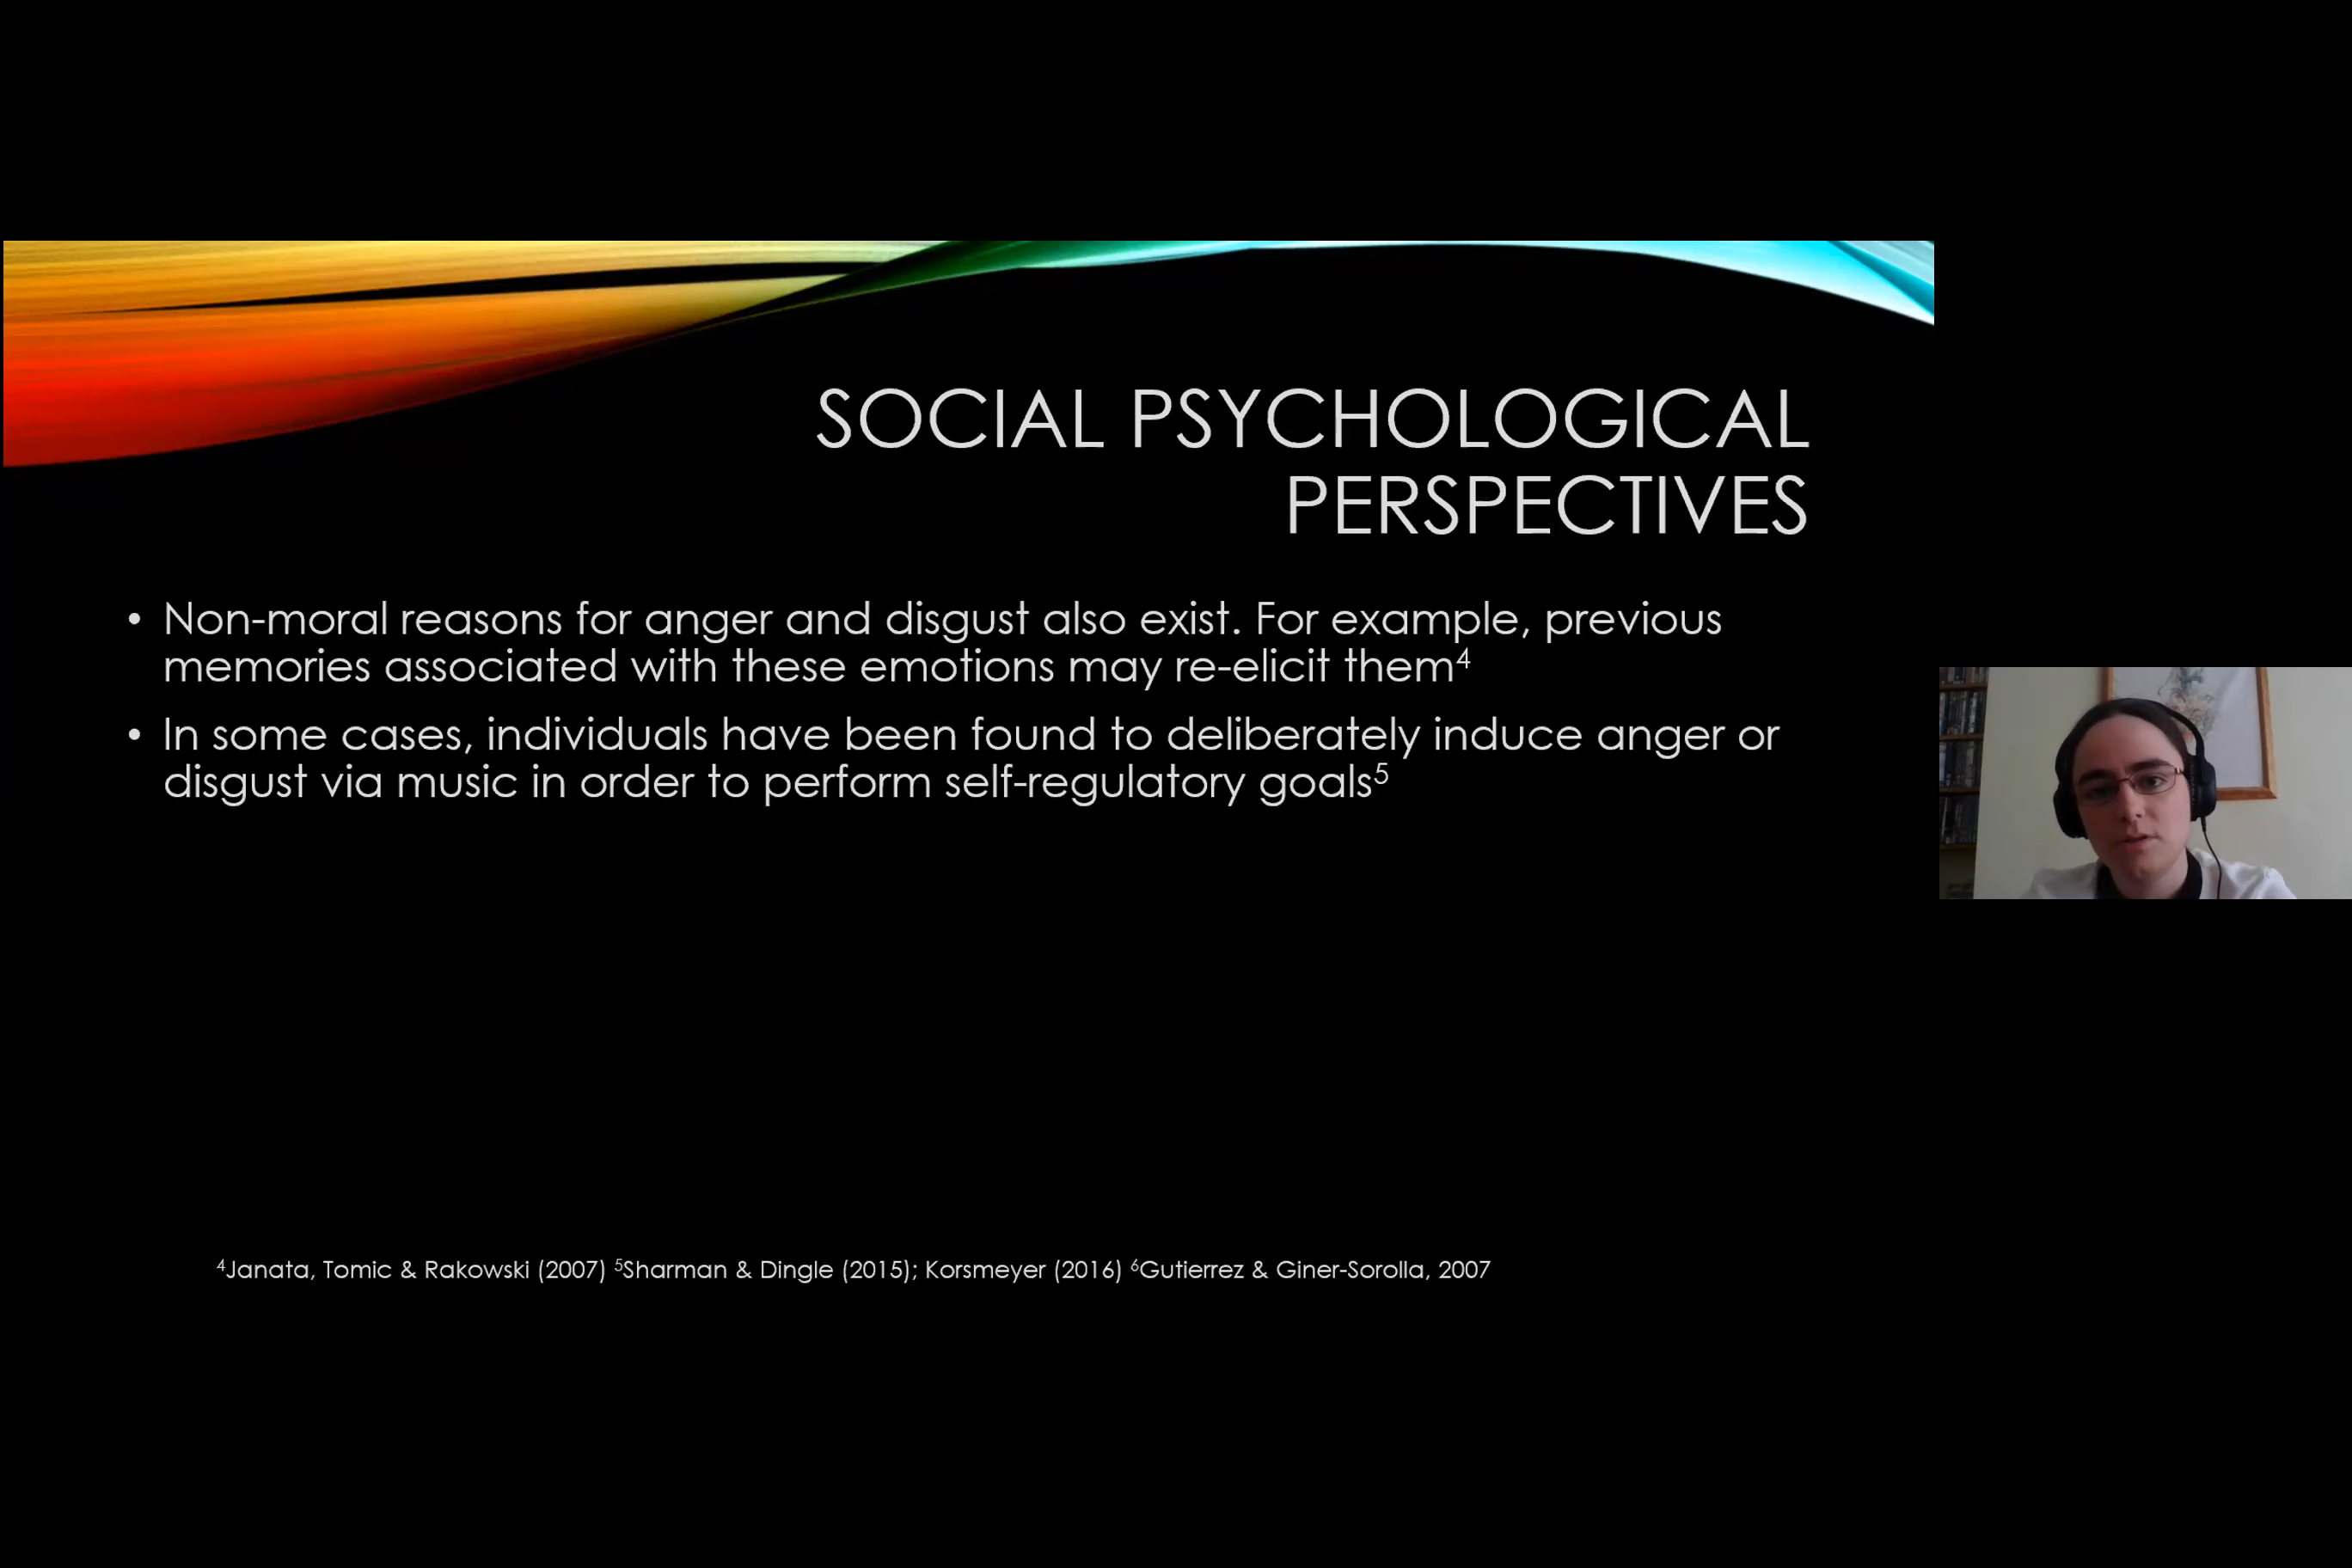 SOCIAL PSYCHOLOGICAL
PERSPECTIVES
• Non-moral reasons for anger and disgust also exist. For example, previous
memories associated with these emotions may re-elicit them⁴
• In some cases, individuals have been found to deliberately induce anger or
disgust via music in order to perform self-regulatory goals⁵
⁴Janata, Tomic & Rakowski (2007) ⁵Sharman & Dingle (2015); Korsmeyer (2016) ⁶Gutierrez & Giner-Sorolla, 2007